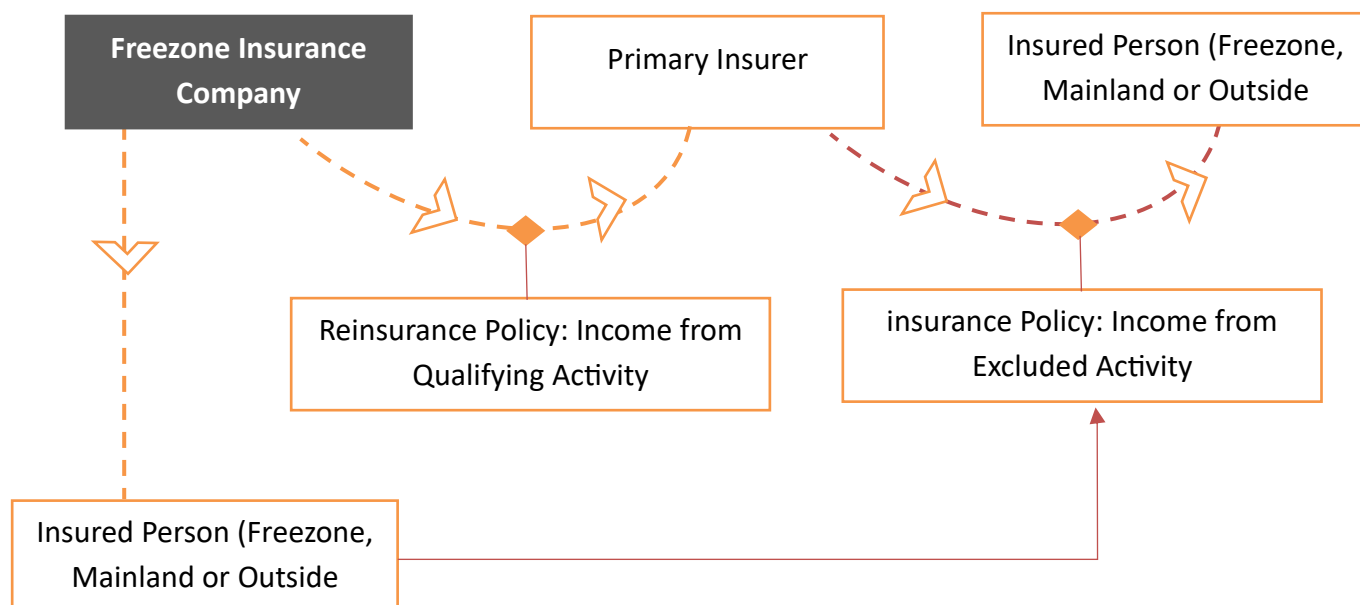 Freezone Insurance
Company
Primary Insurer
Insured Person (Freezone,
Mainland or Outside
Reinsurance Policy: Income from
Qualifying Activity
insurance Policy: Income from
Excluded Activity
Insured Person (Freezone,
Mainland or Outside